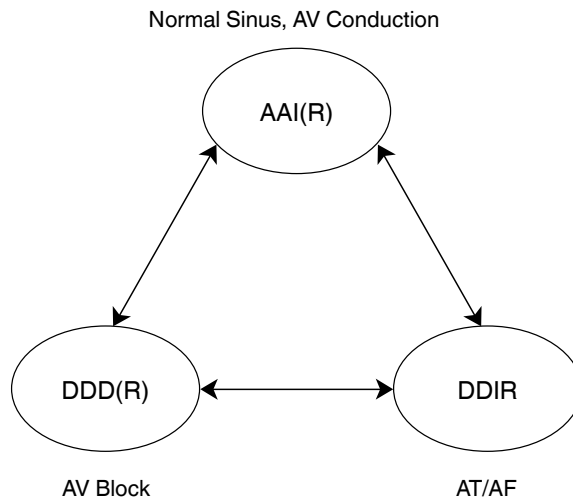 Normal Sinus, AV Conduction
AAI(R)
DDD(R)
DDIR
AV Block
AT/AF